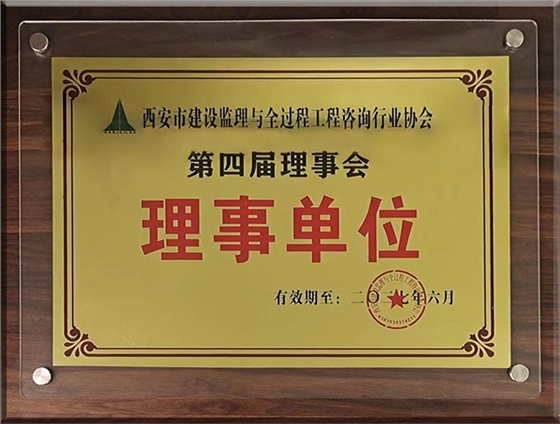 西安市建设监理与全过程工程咨询行业协会
第四届理事会
理事单位
有效期至：二〇二七年六月